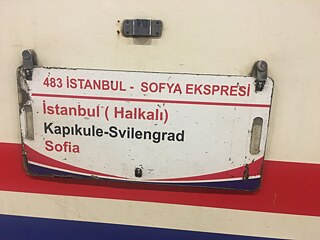 483 İSTANBUL - SOFYA EKSPRESİ
İstanbul ( Halkalı)
Kapıkule-Svilengrad
Sofia